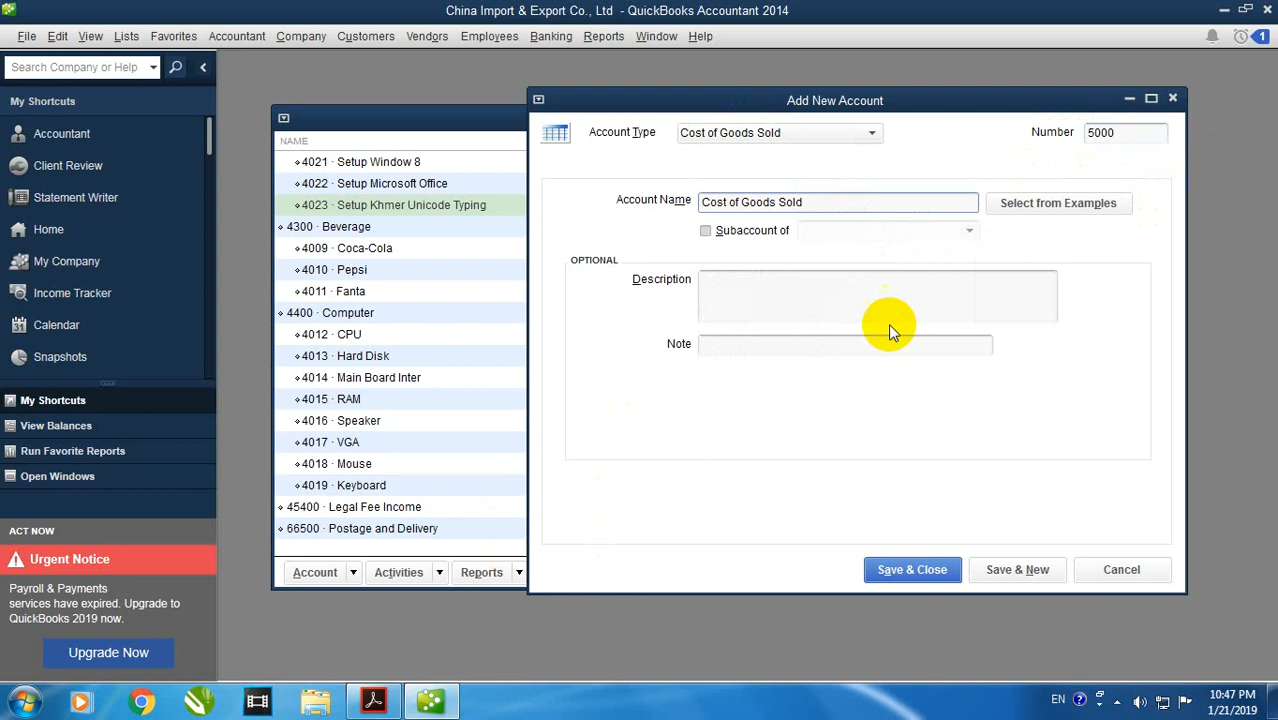 China Import & Export Co., Ltd - QuickBooks Accountant 2014
File Edit View Lists Favorites Accountant Company Customers Vendors Employees Banking Reports Window Help
1
Search Company or Help
My Shortcuts
Accountant
Client Review
Statement Writer
Home
My Company
Income Tracker
Calendar
Snapshots
My Shortcuts
View Balances
Run Favorite Reports
Open Windows
ACT NOW
Urgent Notice
Payroll & Payments
services have expired. Upgrade to
QuickBooks 2019 now.
Upgrade Now
NAME
4021 · Setup Window 8
4022 · Setup Microsoft Office
4023 · Setup Khmer Unicode Typing
4300 · Beverage
4009 · Coca-Cola
4010 · Pepsi
4011 · Fanta
4400 · Computer
4012 · CPU
4013 · Hard Disk
4014 · Main Board Inter
4015 · RAM
4016 · Speaker
4017 · VGA
4018 · Mouse
4019 · Keyboard
45400 · Legal Fee Income
66500 · Postage and Delivery
Account Activities Reports
Add New Account
Account Type Cost of Goods Sold Number 5000
Account Name Cost of Goods Sold Select from Examples
Subaccount of
OPTIONAL
Description
Note
Save & Close Save & New Cancel
EN
10:47 PM
1/21/2019